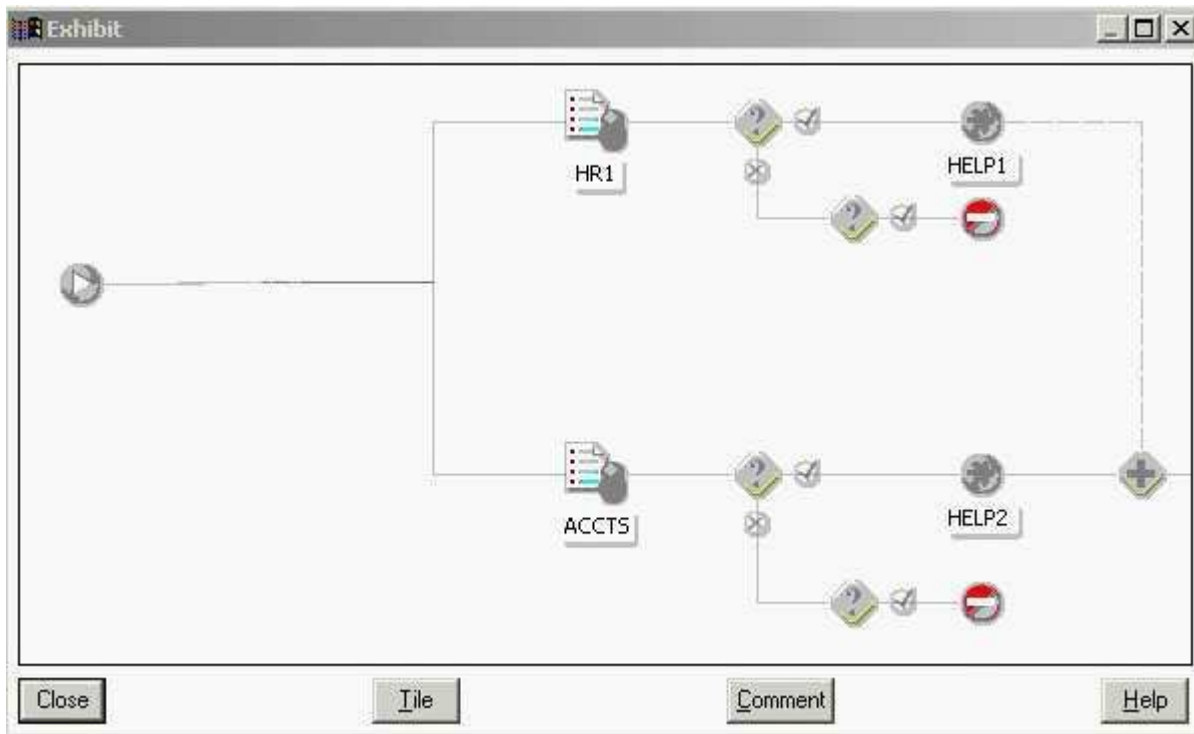 Exhibit
HR1
HELP1
ACCTS
HELP2
Close
Tile
Comment
Help